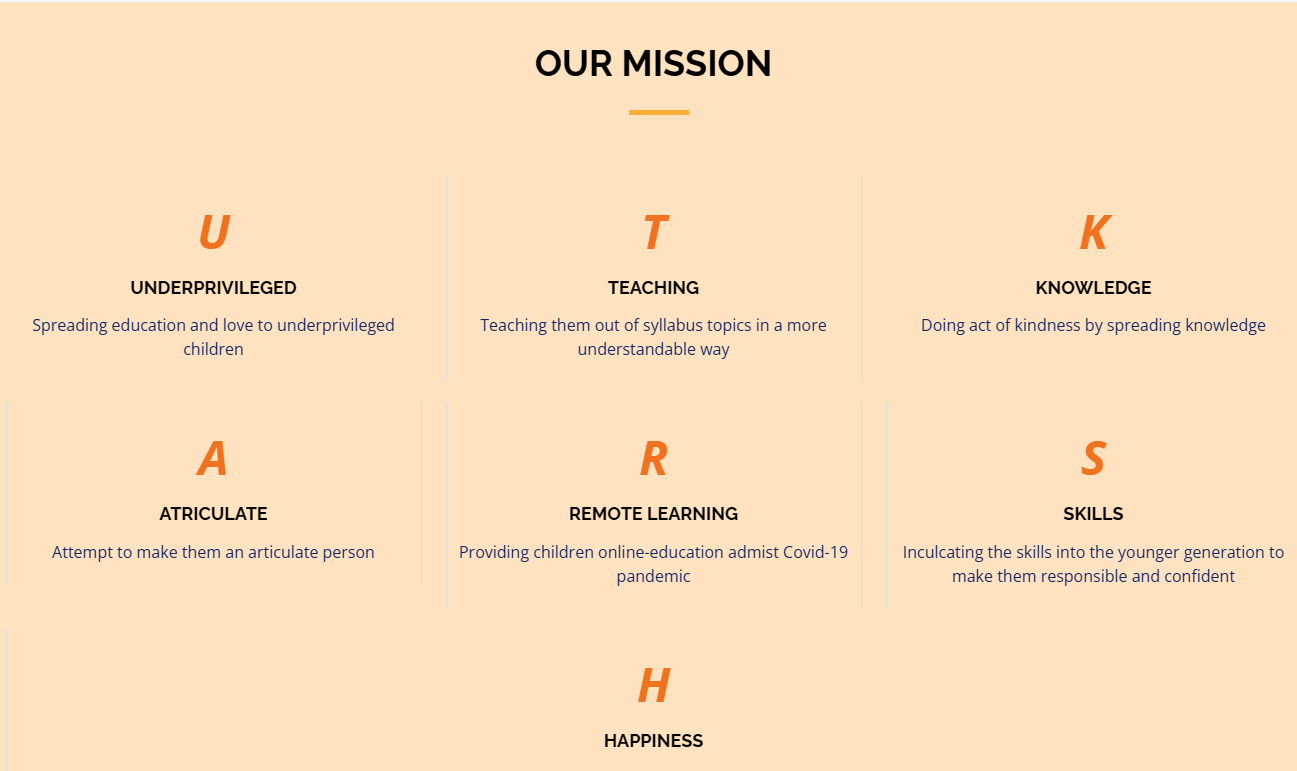 OUR MISSION
U
UNDERPRIVILEGED
Spreading education and love to underprivileged
children
T
TEACHING
Teaching them out of syllabus topics in a more
understandable way
K
KNOWLEDGE
Doing act of kindness by spreading knowledge
A
ATRICULATE
Attempt to make them an articulate person
R
REMOTE LEARNING
Providing children online-education admist Covid-19
pandemic
S
SKILLS
Inculcating the skills into the younger generation to
make them responsible and confident
H
HAPPINESS